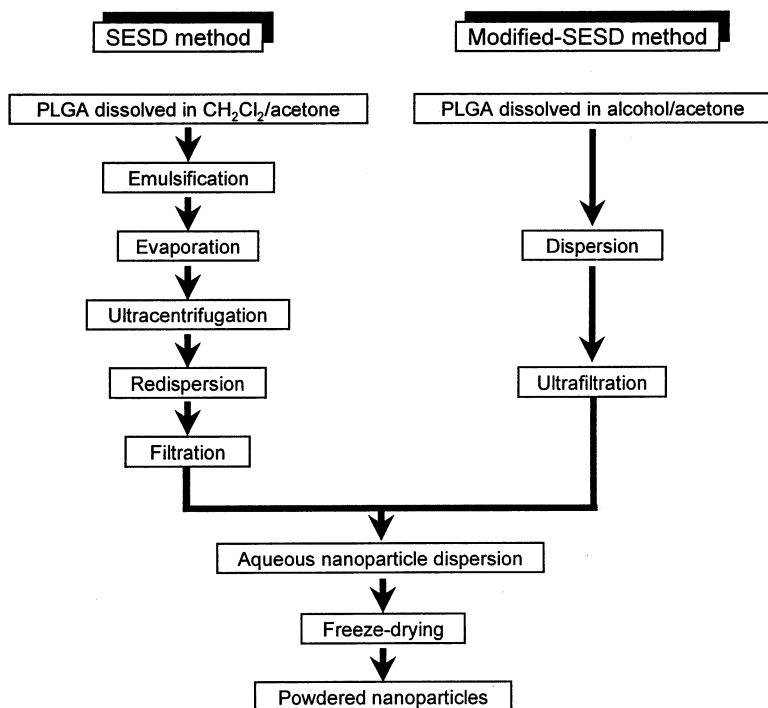 SESD method
Modified-SESD method
PLGA dissolved in CH₂Cl₂/acetone
PLGA dissolved in alcohol/acetone
Emulsification
Evaporation
Dispersion
Ultracentrifugation
Redispersion
Ultrafiltration
Filtration
Aqueous nanoparticle dispersion
Freeze-drying
Powdered nanoparticles